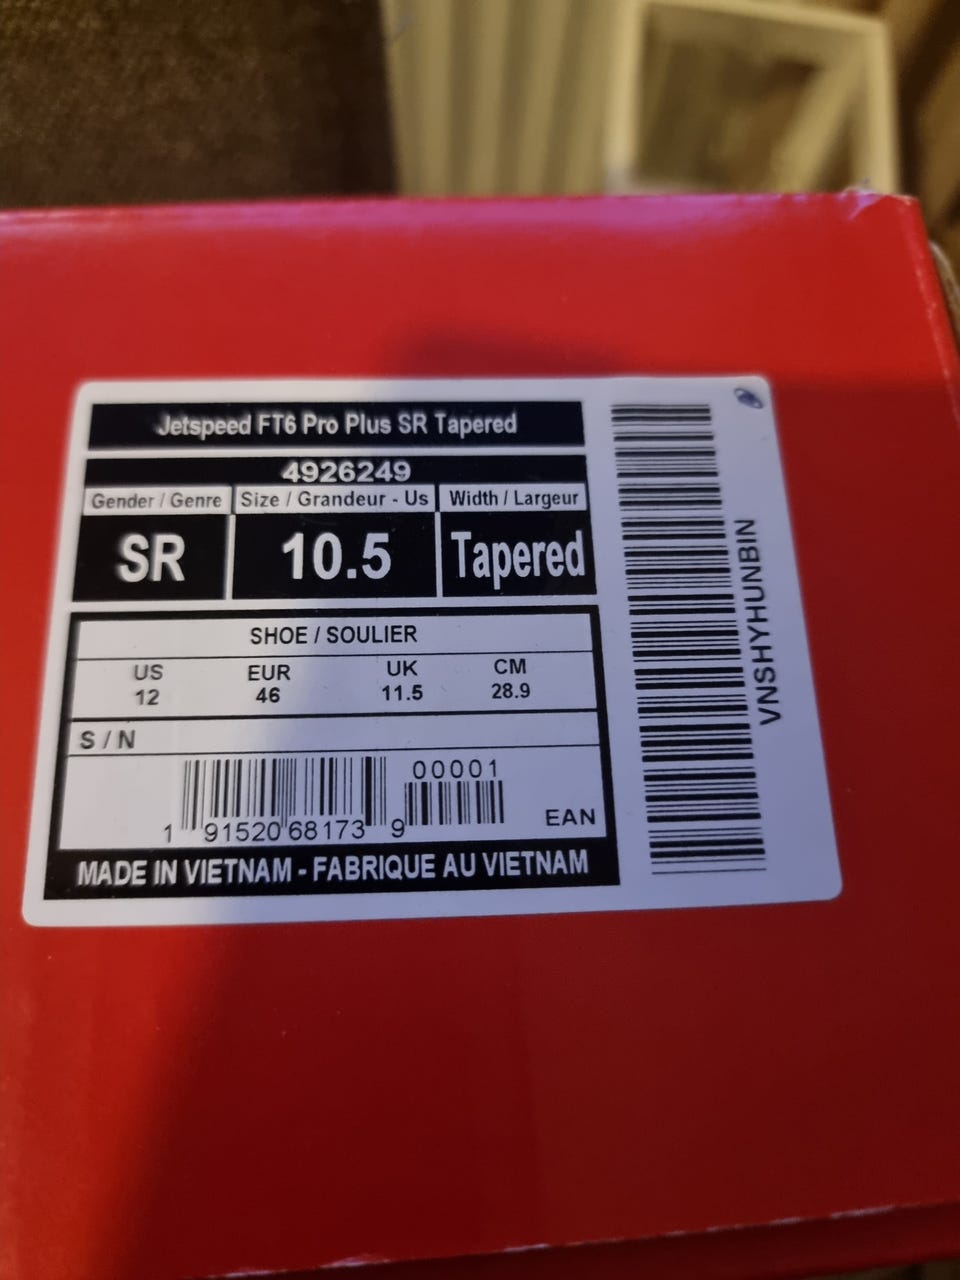 Jetspeed FT6 Pro Plus SR Tapered
4926249
Gender / Genre Size / Grandeur - Us Width / Largeur
SR 10.5 Tapered
SHOE / SOULIER
US EUR UK CM
12 46 11.5 28.9
S / N
00001
1 91520 68173 9
EAN
MADE IN VIETNAM - FABRIQUE AU VIETNAM
VNSHYHUNBIN